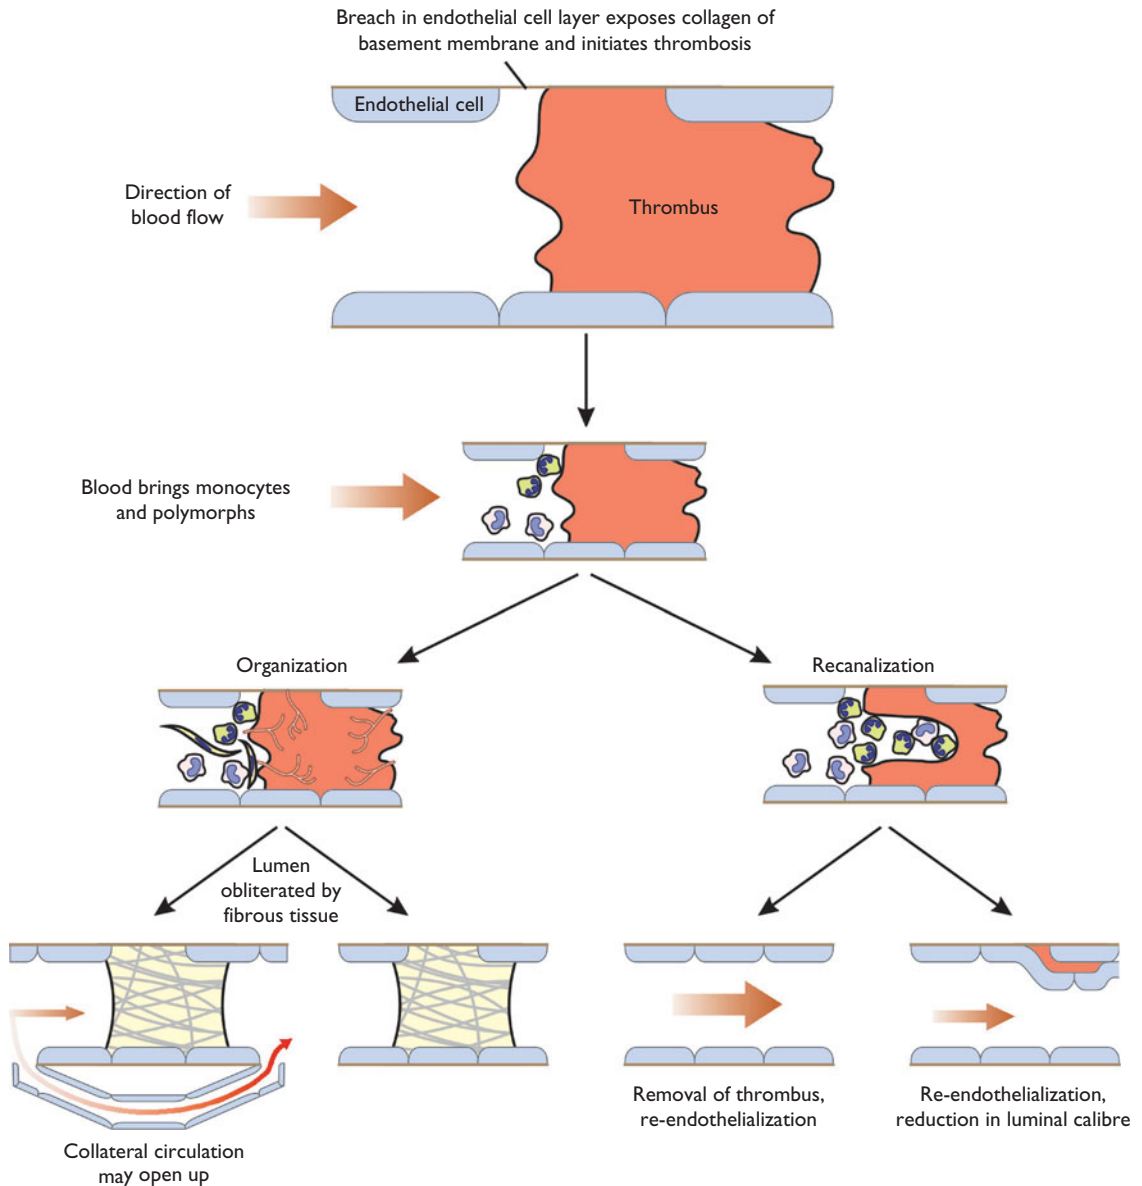 Breach in endothelial cell layer exposes collagen of
basement membrane and initiates thrombosis
Endothelial cell
Direction of
blood flow
Thrombus
Blood brings monocytes
and polymorphs
Organization
Recanalization
Lumen
obliterated by
fibrous tissue
Removal of thrombus,
re-endothelialization
Re-endothelialization,
reduction in luminal calibre
Collateral circulation
may open up